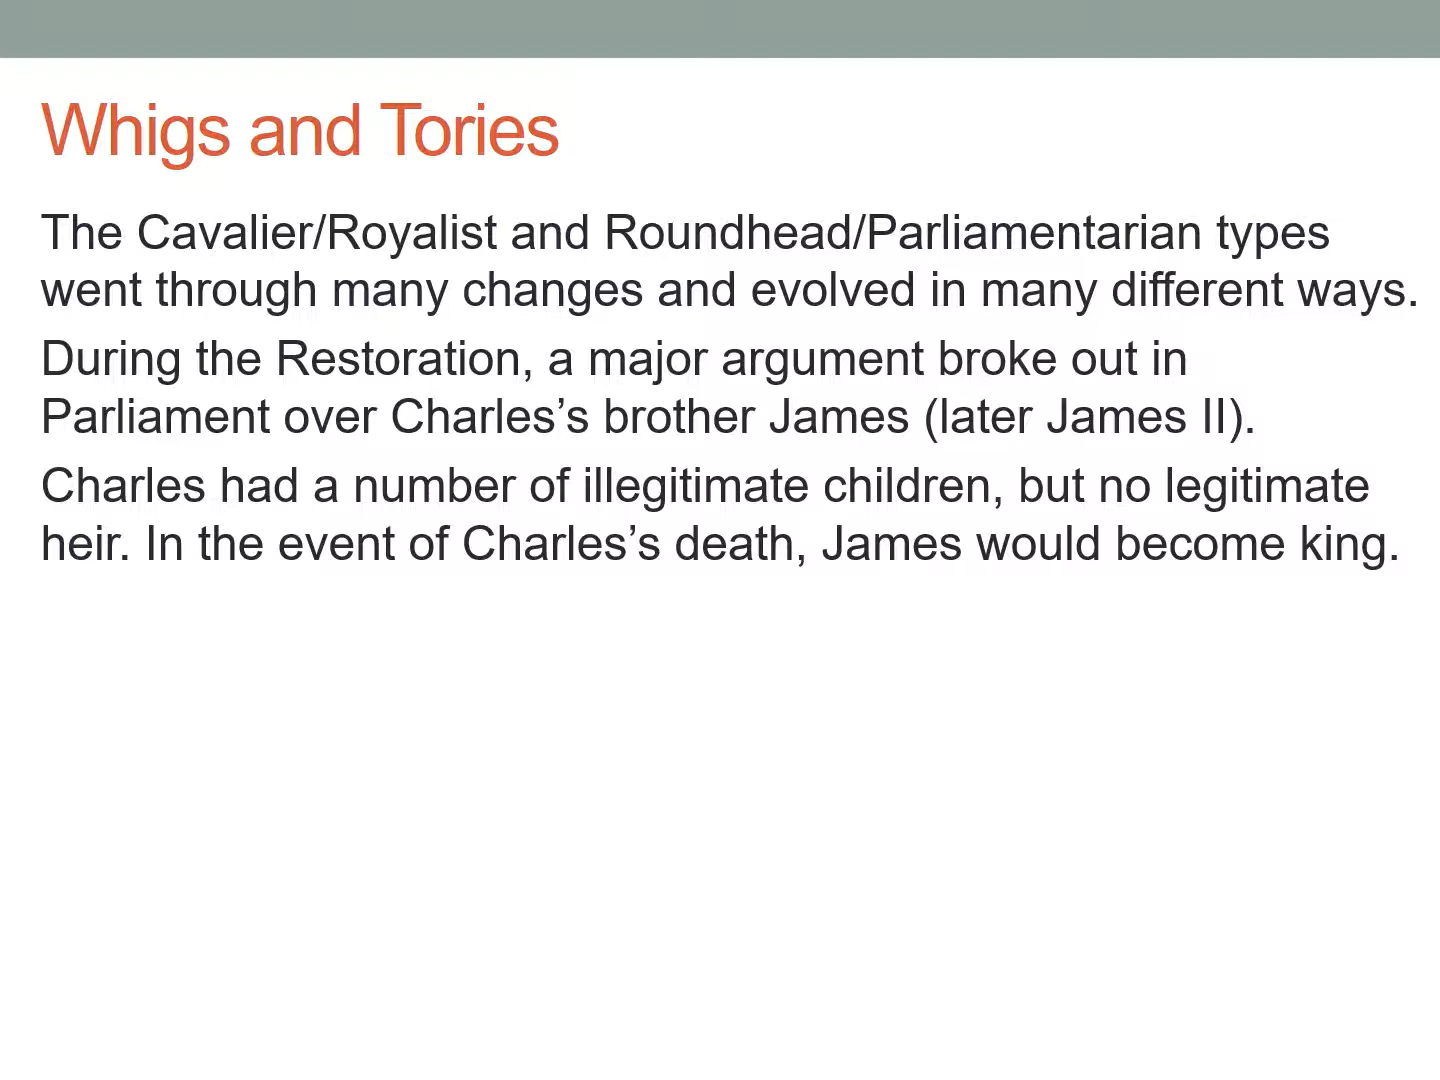 Whigs and Tories
The Cavalier/Royalist and Roundhead/Parliamentarian types
went through many changes and evolved in many different ways.
During the Restoration, a major argument broke out in
Parliament over Charles’s brother James (later James II).
Charles had a number of illegitimate children, but no legitimate
heir. In the event of Charles’s death, James would become king.